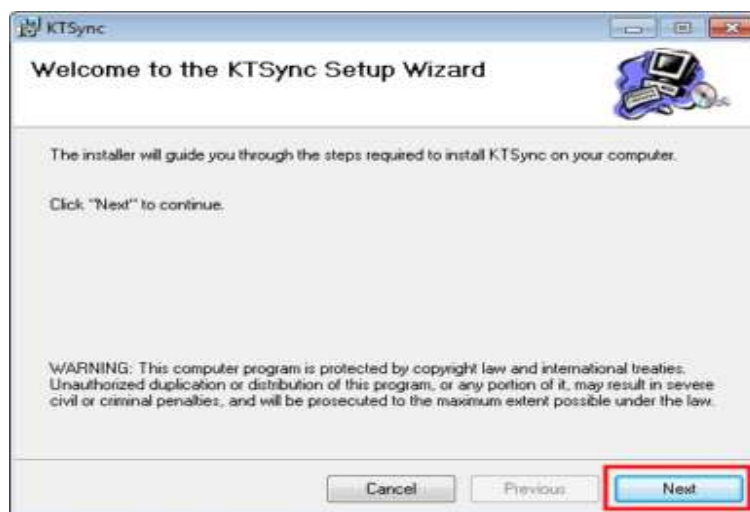 KTSync
Welcome to the KTSync Setup Wizard
The installer will guide you through the steps required to install KTSync on your computer.
Click "Next" to continue.
WARNING: This computer program is protected by copyright law and international treaties.
Unauthorized duplication or distribution of this program, or any portion of it, may result in severe
civil or criminal penalties, and will be prosecuted to the maximum extent possible under the law.
Cancel Previous Next